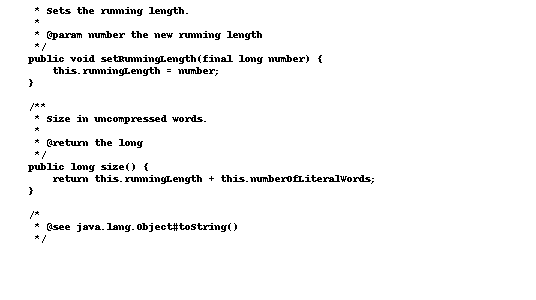 * Sets the running length.
 *
 * @param number the new running length
 */
public void setRunningLength(final long number) {
    this.runningLength = number;
}

/**
 * Size in uncompressed words.
 *
 * @return the long
 */
public long size() {
    return this.runningLength + this.numberOfLiteralWords;
}

/*
 * @see java.lang.Object#toString()
 */